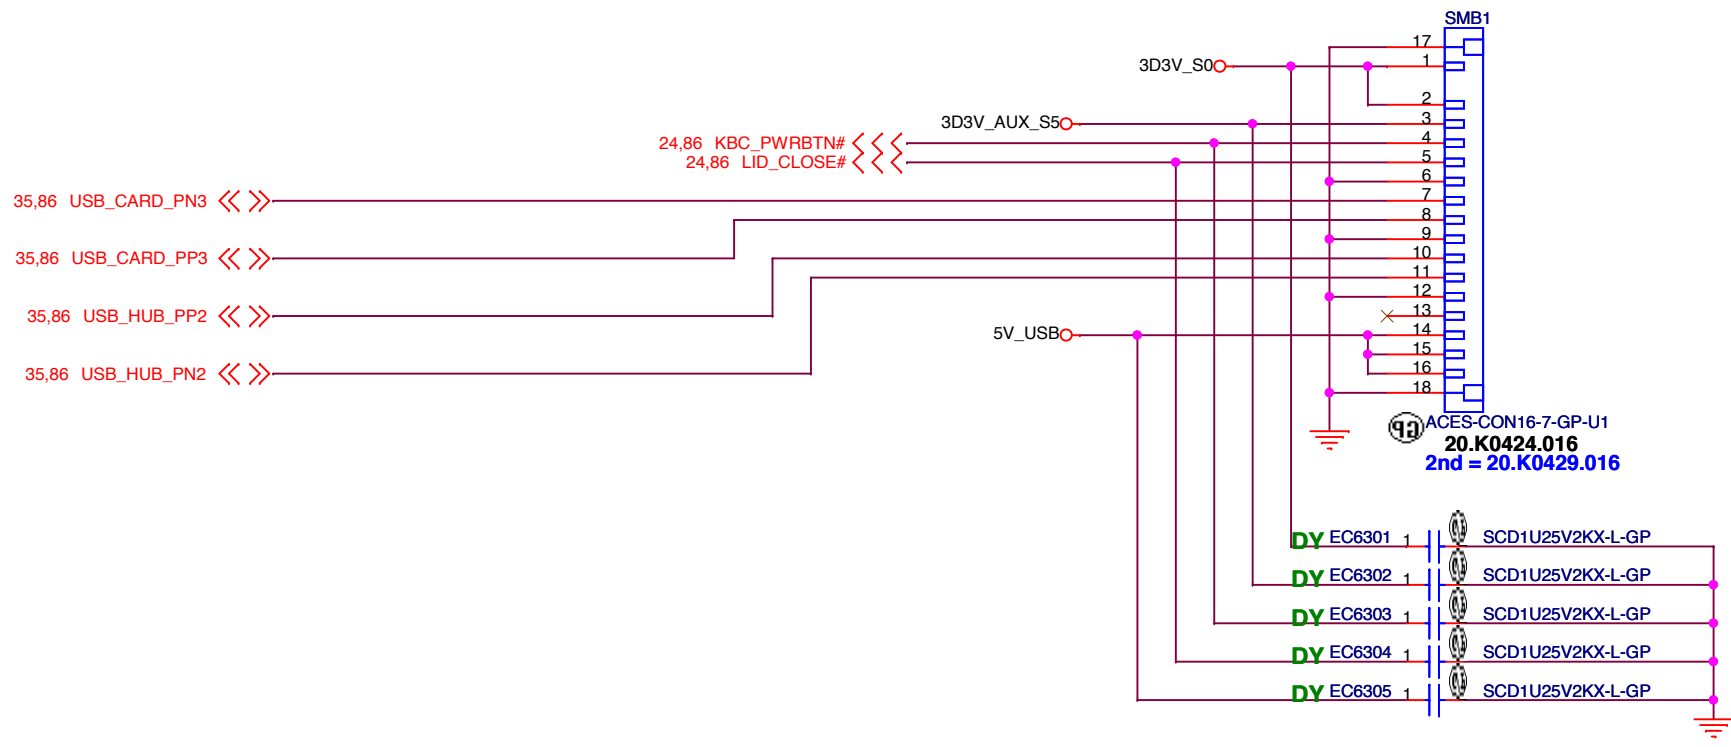 SMB1
17
3D3V_S0 1
2
3D3V_AUX_S5 3
24,86 KBC_PWRBTN# 4
24,86 LID_CLOSE# 5
6
35,86 USB_CARD_PN3 7
8
9
35,86 USB_CARD_PP3 10
11
12
35,86 USB_HUB_PP2 13
5V_USB 14
15
35,86 USB_HUB_PN2 16
18
GP ACES-CON16-7-GP-U1
20.K0424.016
2nd = 20.K0429.016
DY EC6301 1 SCD1U25V2KX-L-GP
DY EC6302 1 SCD1U25V2KX-L-GP
DY EC6303 1 SCD1U25V2KX-L-GP
DY EC6304 1 SCD1U25V2KX-L-GP
DY EC6305 1 SCD1U25V2KX-L-GP